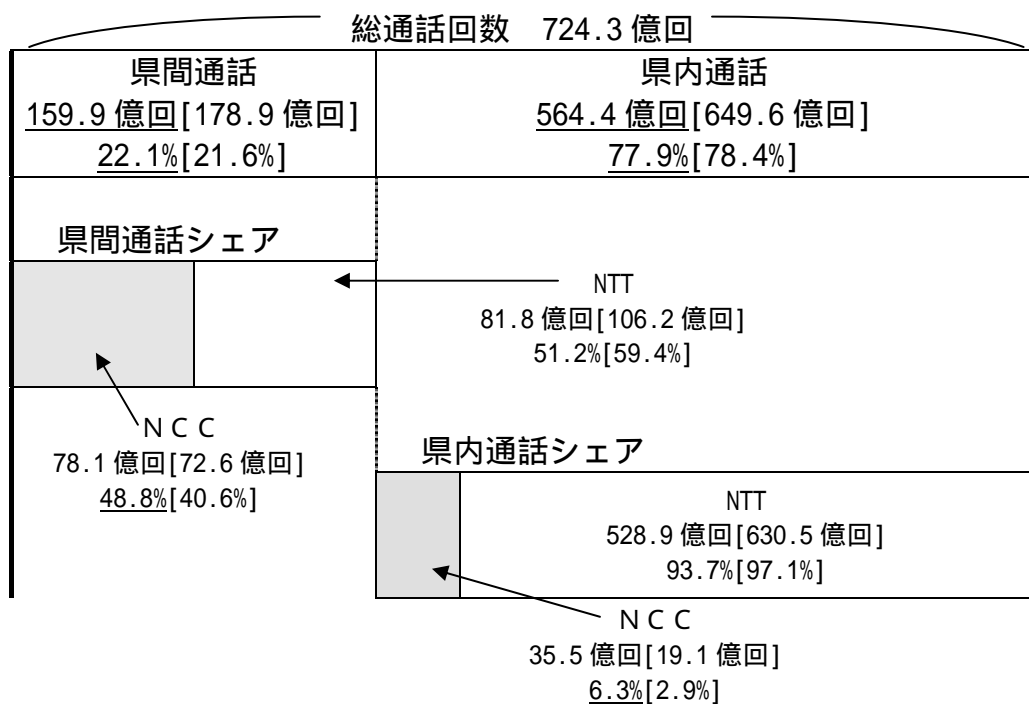 総通話回数　724.3 億回
県間通話
159.9 億回[178.9 億回]
22.1%[21.6%]
県内通話
564.4 億回[649.6 億回]
77.9%[78.4%]
県間通話シェア
NTT
81.8 億回[106.2 億回]
51.2%[59.4%]
ＮＣＣ
78.1 億回[72.6 億回]
48.8%[40.6%]
県内通話シェア
NTT
528.9 億回[630.5 億回]
93.7%[97.1%]
ＮＣＣ
35.5 億回[19.1 億回]
6.3%[2.9%]